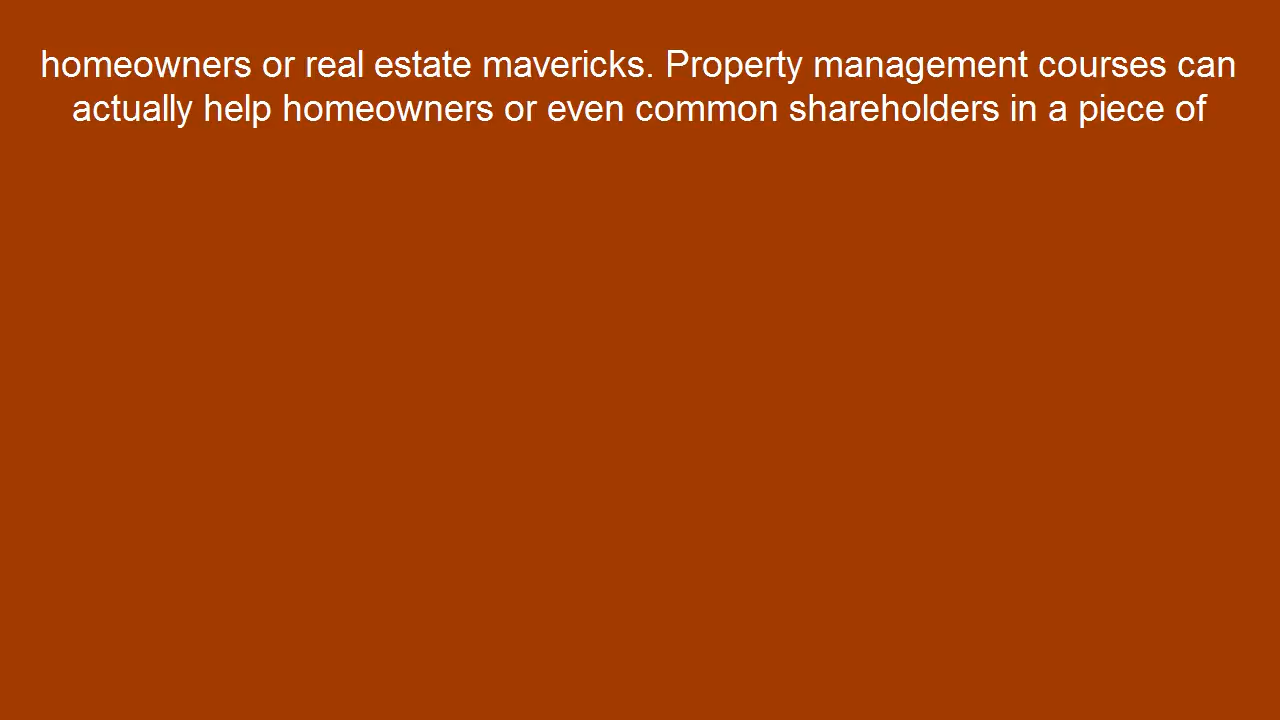 homeowners or real estate mavericks. Property management courses can
actually help homeowners or even common shareholders in a piece of